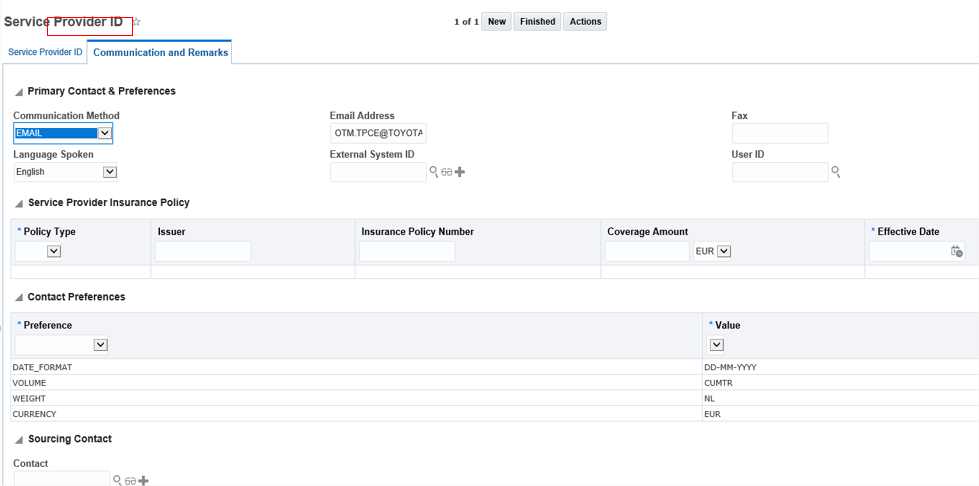 Service Provider ID
1 of 1 New Finished Actions
Service Provider ID Communication and Remarks
Primary Contact & Preferences
Communication Method Email Address Fax
EMAIL OTM.TPCE@TOYOTA
Language Spoken External System ID User ID
English
Service Provider Insurance Policy
* Policy Type Issuer Insurance Policy Number Coverage Amount * Effective Date
EUR
Contact Preferences
* Preference * Value
DATE_FORMAT DD-MM-YYYY
VOLUME CUMTR
WEIGHT NL
CURRENCY EUR
Sourcing Contact
Contact